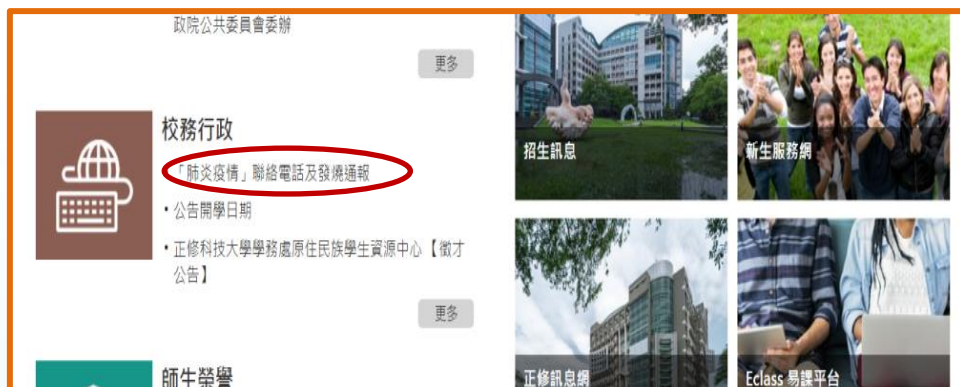 政院公共委員會委辦
更多
校務行政
「肺炎疫情」聯絡電話及發燒通報
• 公告開學日期
• 正修科技大學學務處原住民族學生資源中心【徵才
公告】
更多
師生榮譽
招生訊息
新生服務網
正修訊息網
Eclass 易課平台